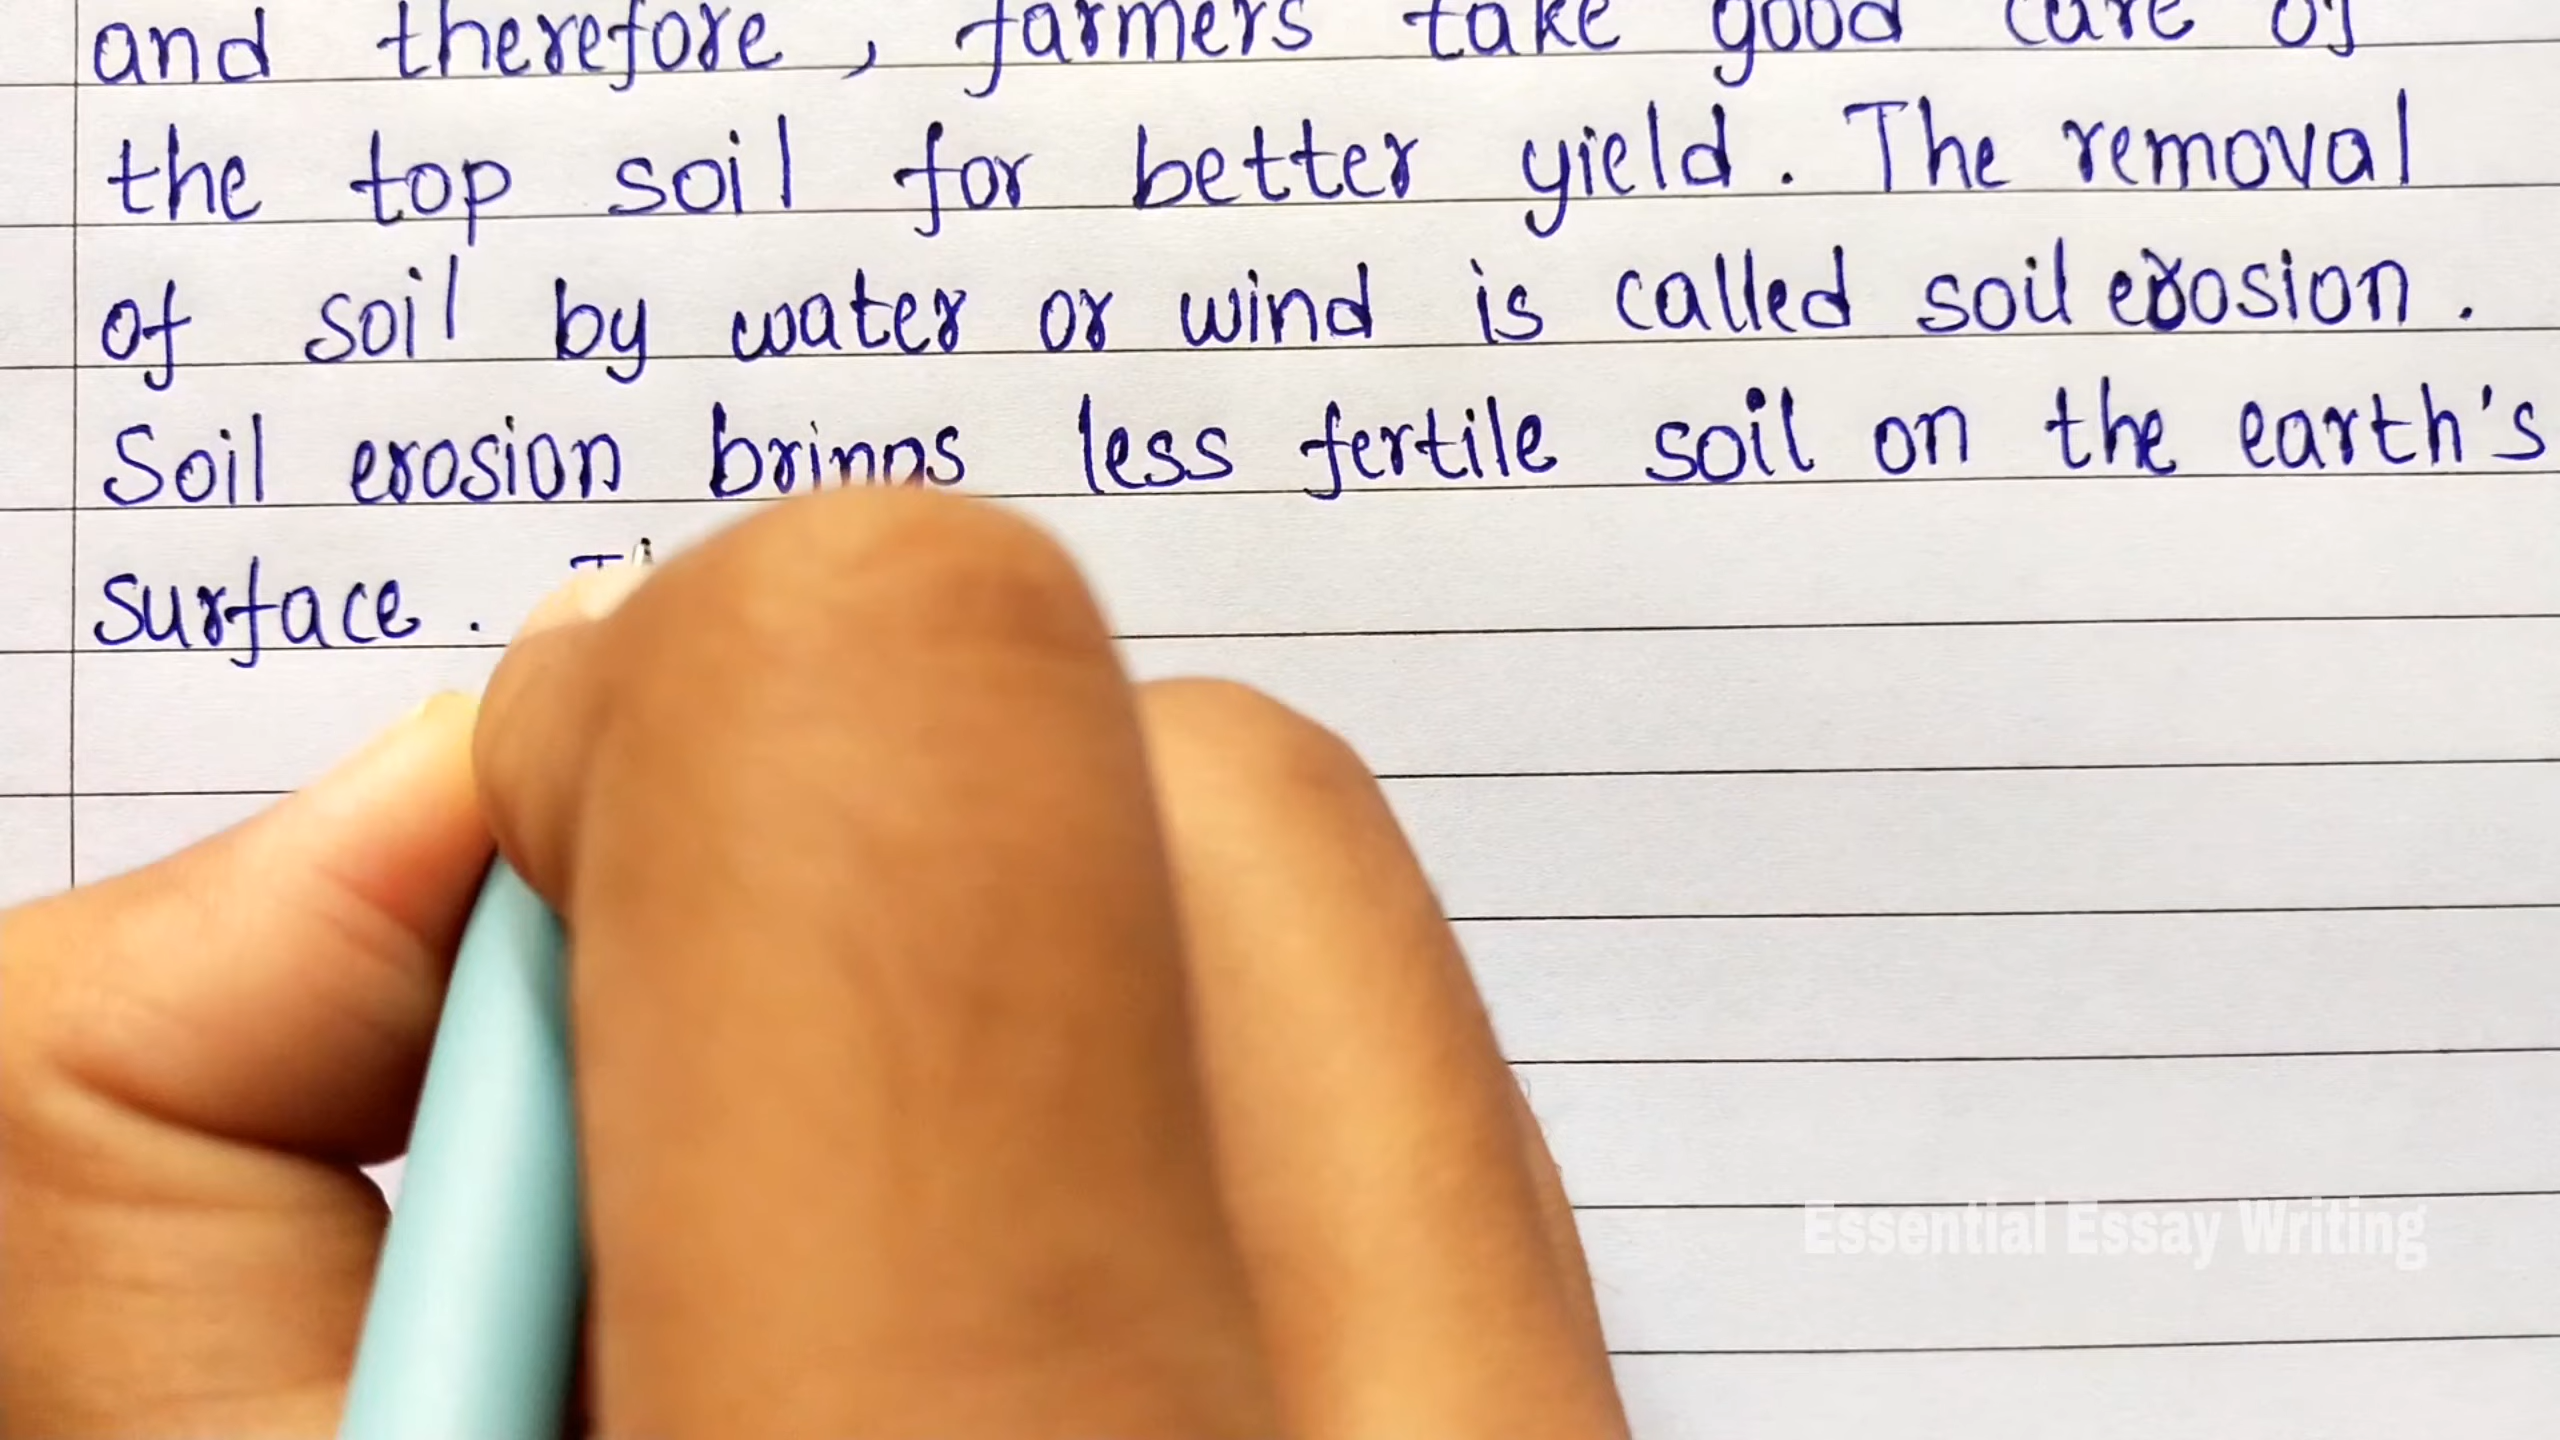 and therefore, farmers take good care of
the top soil for better yield. The removal
of soil by water or wind is called soil erosion.
Soil erosion brings less fertile soil on the earth's
surface.
Essential Essay Writing